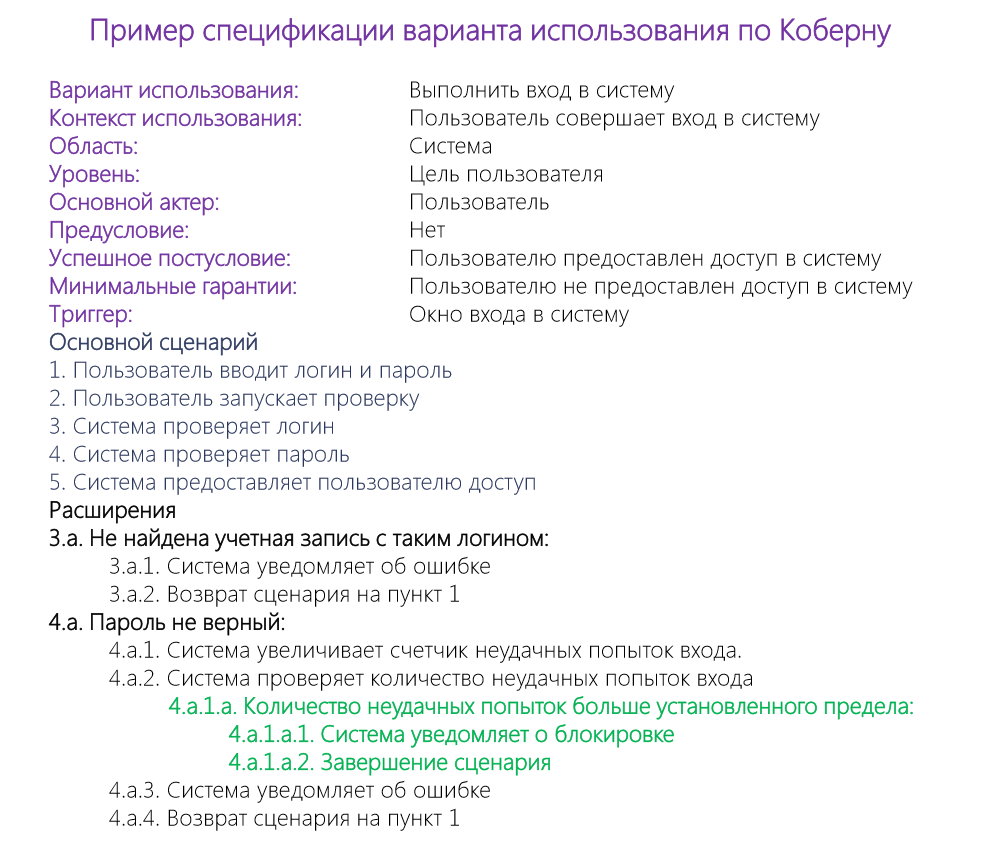 Пример спецификации варианта использования по Коберну
Вариант использования: Выполнить вход в систему
Контекст использования: Пользователь совершает вход в систему
Область: Система
Уровень: Цель пользователя
Основной актер: Пользователь
Предусловие: Нет
Успешное постусловие: Пользователю предоставлен доступ в систему
Минимальные гарантии: Пользователю не предоставлен доступ в систему
Триггер: Окно входа в систему
Основной сценарий
1. Пользователь вводит логин и пароль
2. Пользователь запускает проверку
3. Система проверяет логин
4. Система проверяет пароль
5. Система предоставляет пользователю доступ
Расширения
3.а. Не найдена учетная запись с таким логином:
3.а.1. Система уведомляет об ошибке
3.а.2. Возврат сценария на пункт 1
4.а. Пароль не верный:
4.а.1. Система увеличивает счетчик неудачных попыток входа.
4.а.2. Система проверяет количество неудачных попыток входа
4.а.1.а. Количество неудачных попыток больше установленного предела:
4.а.1.а.1. Система уведомляет о блокировке
4.а.1.а.2. Завершение сценария
4.а.3. Система уведомляет об ошибке
4.а.4. Возврат сценария на пункт 1